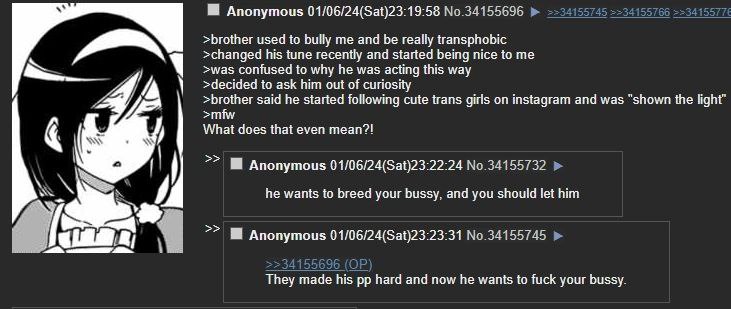 Anonymous 01/06/24(Sat)23:19:58 No.34155696 ▶ >>34155745 >>34155766 >>3415577
>brother used to bully me and be really transphobic
>changed his tune recently and started being nice to me
>was confused to why he was acting this way
>decided to ask him out of curiosity
>brother said he started following cute trans girls on instagram and was "shown the light"
>mfw
What does that even mean?!
>> Anonymous 01/06/24(Sat)23:22:24 No.34155732 ▶
he wants to breed your bussy, and you should let him
>> Anonymous 01/06/24(Sat)23:23:31 No.34155745 ▶
>>34155696 (OP)
They made his pp hard and now he wants to fuck your bussy.